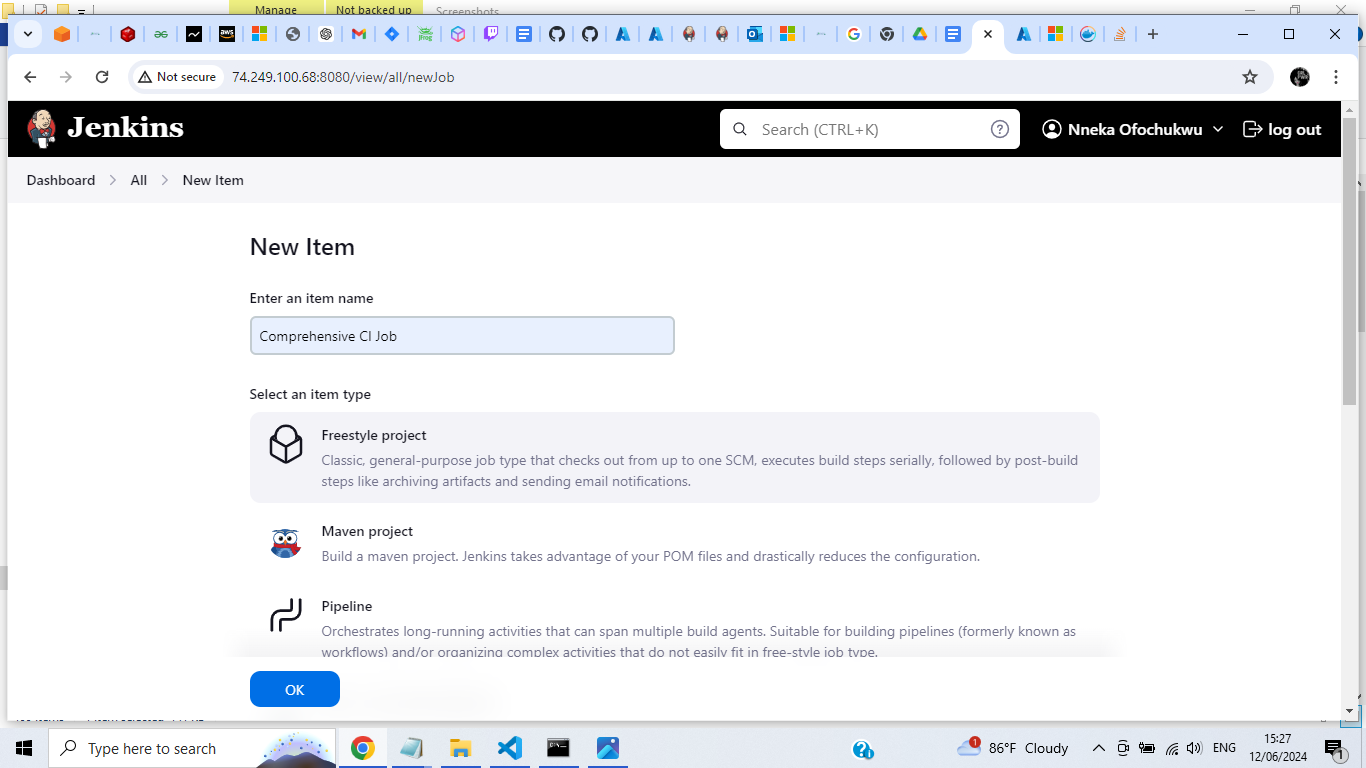 Manage
Not backed up
Screenshots
aws
Not secure
74.249.100.68:8080/view/all/newJob
Jenkins
Search (CTRL+K)
Nneka Ofochukwu
log out
Dashboard
All
New Item
New Item
Enter an item name
Comprehensive CI Job
Select an item type
Freestyle project
Classic, general-purpose job type that checks out from up to one SCM, executes build steps serially, followed by post-build
steps like archiving artifacts and sending email notifications.
Maven project
Build a maven project. Jenkins takes advantage of your POM files and drastically reduces the configuration.
Pipeline
Orchestrates long-running activities that can span multiple build agents. Suitable for building pipelines (formerly known as
workflows) and/or organizing complex activities that do not easily fit in free-style job type.
OK
Type here to search
1
86°F Cloudy
ENG
15:27
12/06/2024
1